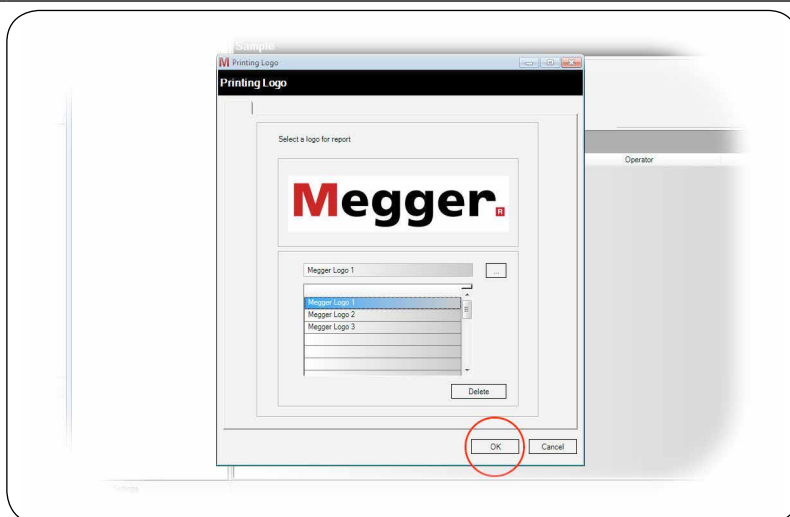 Sample
M Printing Logo
Printing Logo
Select a logo for report
Operator
Megger®
Megger Logo 1
...
Megger Logo 1
Megger Logo 2
Megger Logo 3
Delete
OK
Cancel